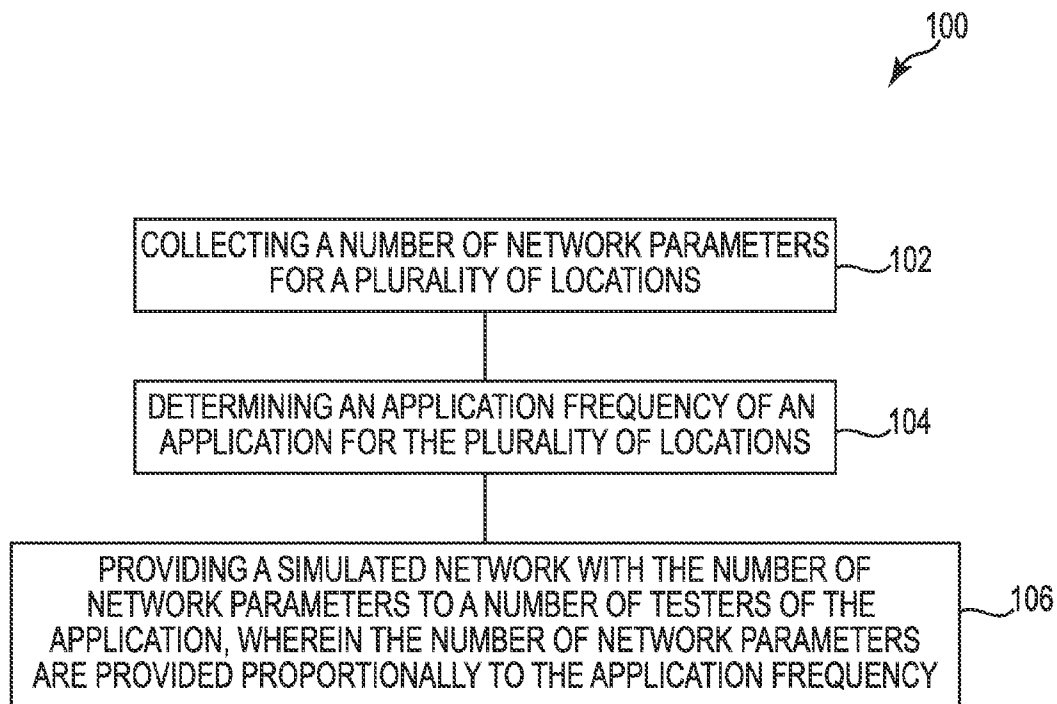 100
COLLECTING A NUMBER OF NETWORK PARAMETERS
FOR A PLURALITY OF LOCATIONS
102
DETERMINING AN APPLICATION FREQUENCY OF AN
APPLICATION FOR THE PLURALITY OF LOCATIONS
104
PROVIDING A SIMULATED NETWORK WITH THE NUMBER OF
NETWORK PARAMETERS TO A NUMBER OF TESTERS OF THE
APPLICATION, WHEREIN THE NUMBER OF NETWORK PARAMETERS
ARE PROVIDED PROPORTIONALLY TO THE APPLICATION FREQUENCY
106